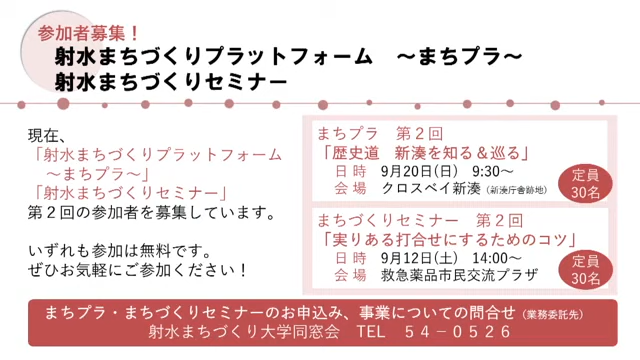 参加者募集！
射水まちづくりプラットフォーム　～まちプラ～
射水まちづくりセミナー
現在、
「射水まちづくりプラットフォーム
～まちプラ～」
「射水まちづくりセミナー」
第２回の参加者を募集しています。
いずれも参加は無料です。
ぜひお気軽にご参加ください！
まちプラ　第２回
「歴史道　新湊を知る＆巡る」
日 時　9月20日(日)　9:30～
会 場　クロスベイ新湊（新湊庁舎跡地）
定員
30名
まちづくりセミナー　第２回
「実りある打合せにするためのコツ」
日 時　9月12日(土)　14:00～
会 場　救急薬品市民交流プラザ
定員
30名
まちプラ・まちづくりセミナーのお申込み、事業についての問合せ（業務委託先）
射水まちづくり大学同窓会　TEL　５４－０５２６